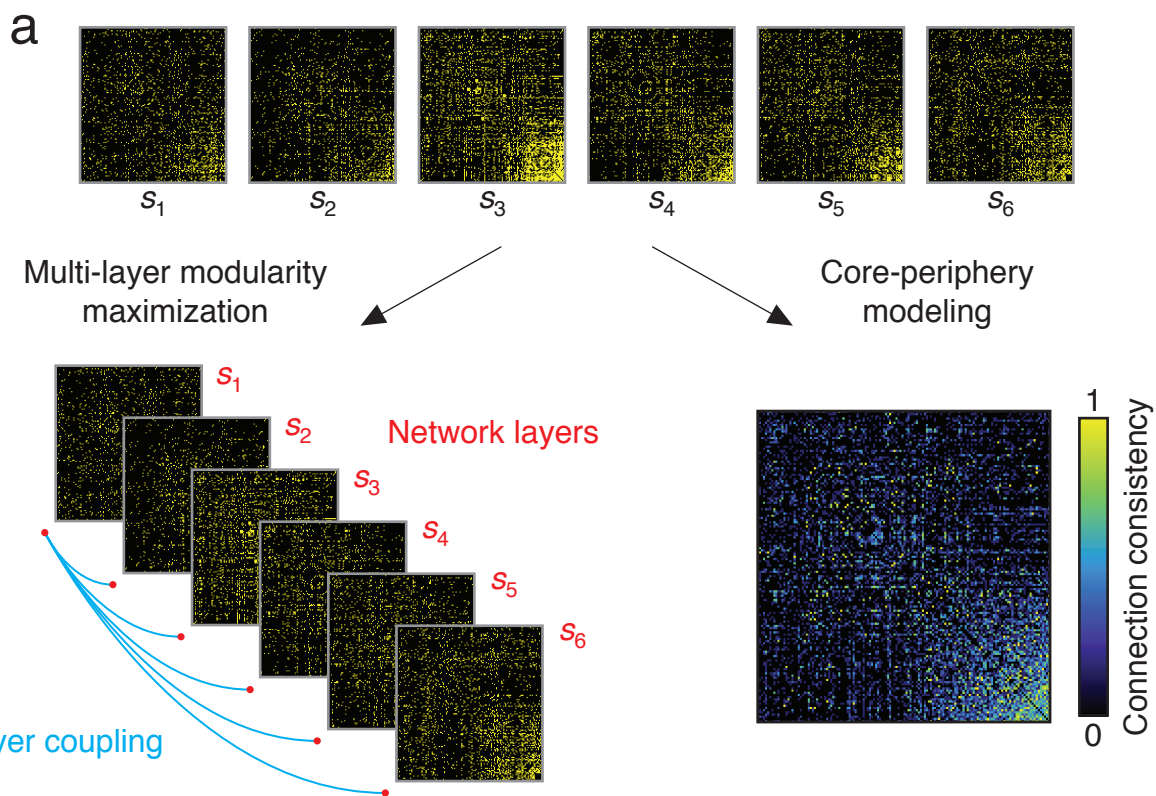 a
s1 s2 s3 s4 s5 s6
Multi-layer modularity
maximization
Core-periphery
modeling
s1
s2
Network layers
s3
s4
s5
s6
coupling
1
Connection consistency
0